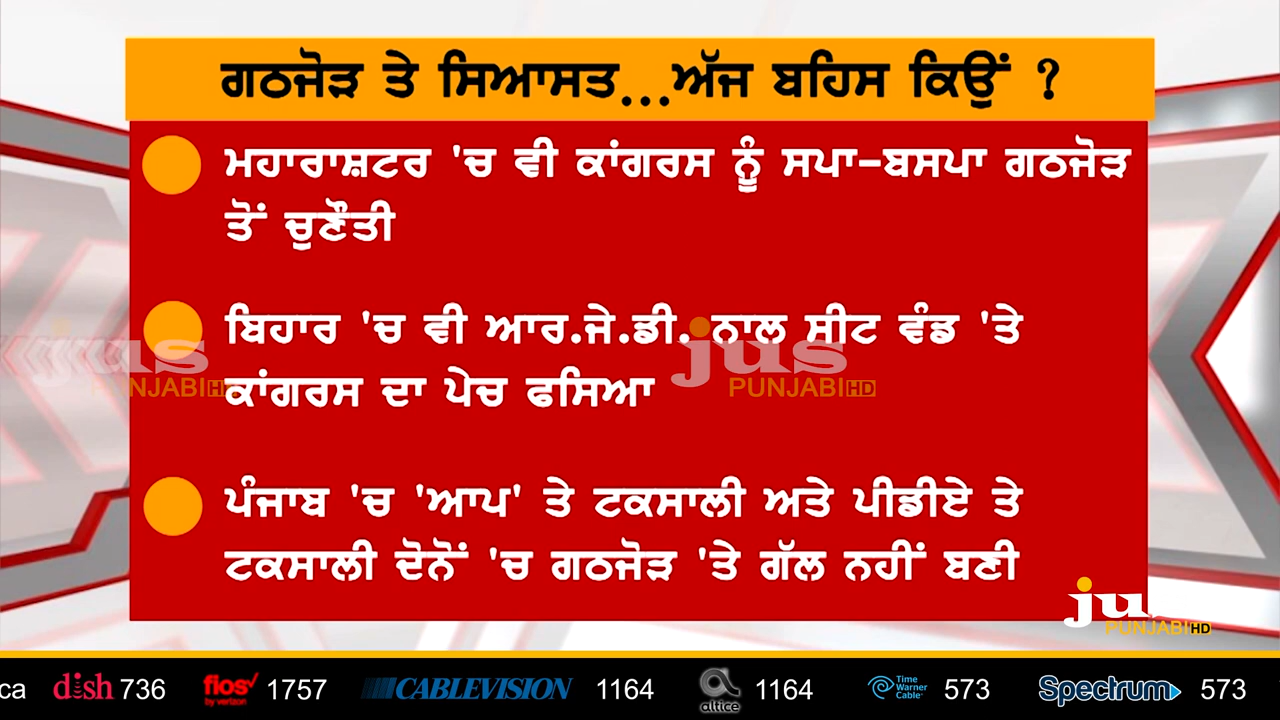 ਗਠਜੋੜ ਤੇ ਸਿਆਸਤ...ਅੱਜ ਬਹਿਸ ਕਿਉਂ ?
ਮਹਾਰਾਸ਼ਟਰ 'ਚ ਵੀ ਕਾਂਗਰਸ ਨੂੰ ਸਪਾ-ਬਸਪਾ ਗਠਜੋੜ
ਤੋਂ ਚੁਣੌਤੀ
ਬਿਹਾਰ 'ਚ ਵੀ ਆਰ.ਜੇ.ਡੀ. ਨਾਲ ਸੀਟ ਵੰਡ 'ਤੇ
ਕਾਂਗਰਸ ਦਾ ਪੇਚ ਫਸਿਆ
ਪੰਜਾਬ 'ਚ 'ਆਪ' ਤੇ ਟਕਸਾਲੀ ਅਤੇ ਪੀਡੀਏ ਤੇ
ਟਕਸਾਲੀ ਦੋਨੋਂ 'ਚ ਗਠਜੋੜ 'ਤੇ ਗੱਲ ਨਹੀਂ ਬਣੀ
jus
PUNJABI HD
jus
PUNJABI HD
jus
PUNJABI HD
ca dish 736 fios by verizon 1757 CABLEVISION 1164 altice 1164 Time Warner Cable 573 Spectrum 573